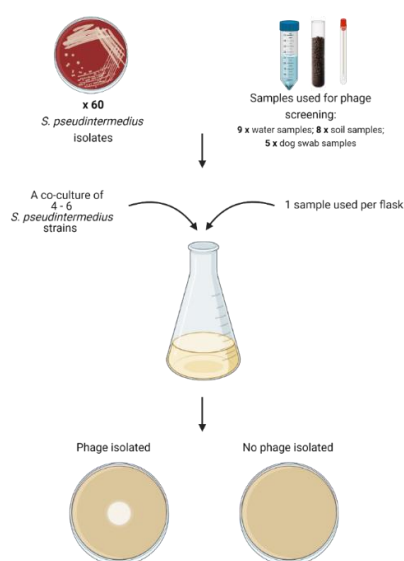 x 60
S. pseudintermedius
isolates
Samples used for phage
screening:
9 x water samples; 8 x soil samples;
5 x dog swab samples
A co-culture of
4 - 6
S. pseudintermedius
strains
1 sample used per flask
Phage isolated
No phage isolated